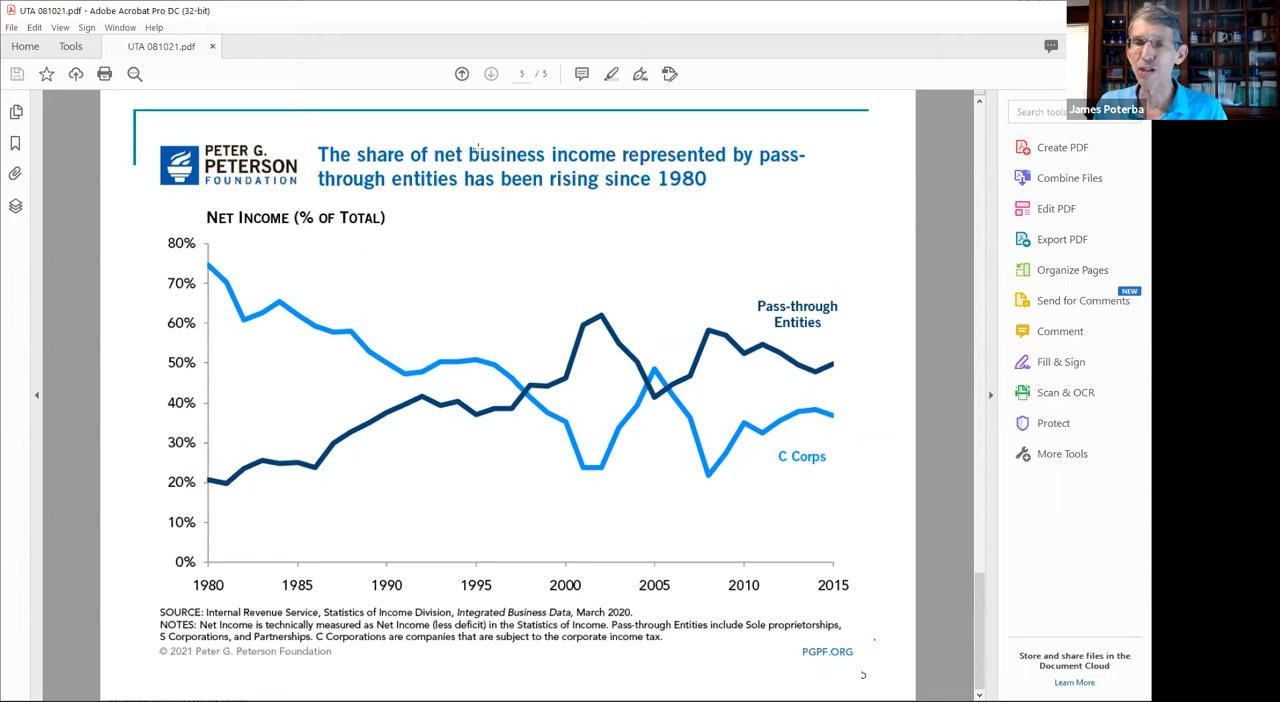 UTA 081021.pdf - Adobe Acrobat Pro DC (32-bit)
File Edit View Sign Window Help
Home Tools UTA 081021.pdf ×
5 / 5
James Poterba
Search tools
PETER G.
PETERSON
FOUNDATION
The share of net business income represented by pass-
through entities has been rising since 1980
NET INCOME (% OF TOTAL)
80%
70%
60%
50%
40%
30%
20%
10%
0%
Pass-through
Entities
C Corps
1980 1985 1990 1995 2000 2005 2010 2015
SOURCE: Internal Revenue Service, Statistics of Income Division, Integrated Business Data, March 2020.
NOTES: Net Income is technically measured as Net Income (less deficit) in the Statistics of Income. Pass-through Entities include Sole proprietorships,
S Corporations, and Partnerships. C Corporations are companies that are subject to the corporate income tax.
© 2021 Peter G. Peterson Foundation PGPF.ORG
5
Create PDF
Combine Files
Edit PDF
Export PDF
Organize Pages
NEW
Send for Comments
Comment
Fill & Sign
Scan & OCR
Protect
More Tools
Store and share files in the
Document Cloud
Learn More